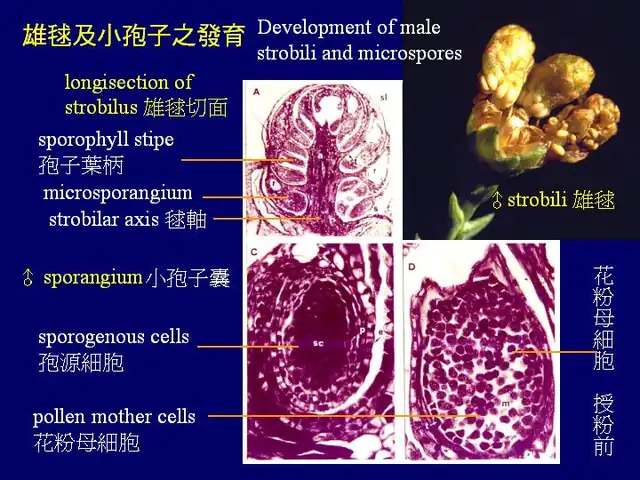 雄毬及小孢子之發育
Development of male
strobili and microspores
longisection of
strobilus 雄毬切面
sporophyll stipe
孢子葉柄
microsporangium
strobilar axis 毬軸
A
sl
♂ strobili 雄毬
♂ sporangium 小孢子囊
sporogenous cells
孢源細胞
pollen mother cells
花粉母細胞
C
sc
p
e
D
m
花粉母細胞
授粉前